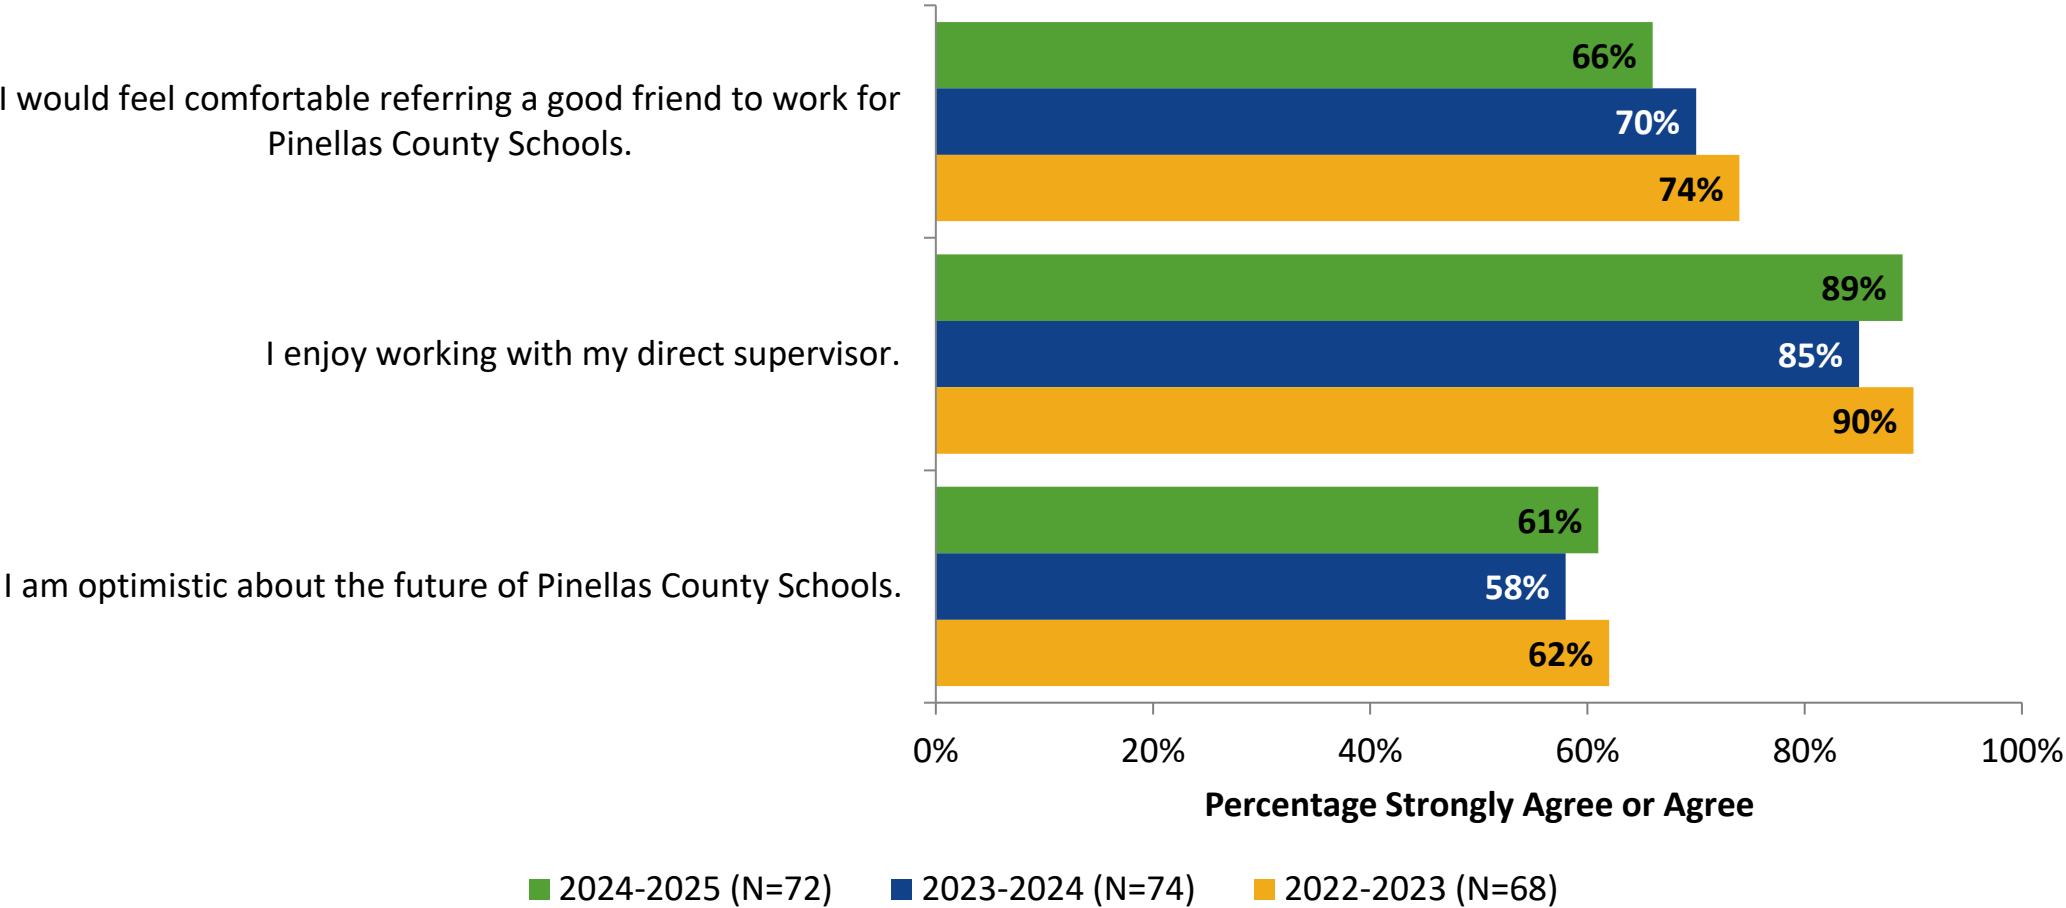 I would feel comfortable referring a good friend to work for
Pinellas County Schools.
66%
70%
74%
I enjoy working with my direct supervisor.
89%
85%
90%
I am optimistic about the future of Pinellas County Schools.
61%
58%
62%
0% 20% 40% 60% 80% 100%
Percentage Strongly Agree or Agree
2024-2025 (N=72) 2023-2024 (N=74) 2022-2023 (N=68)